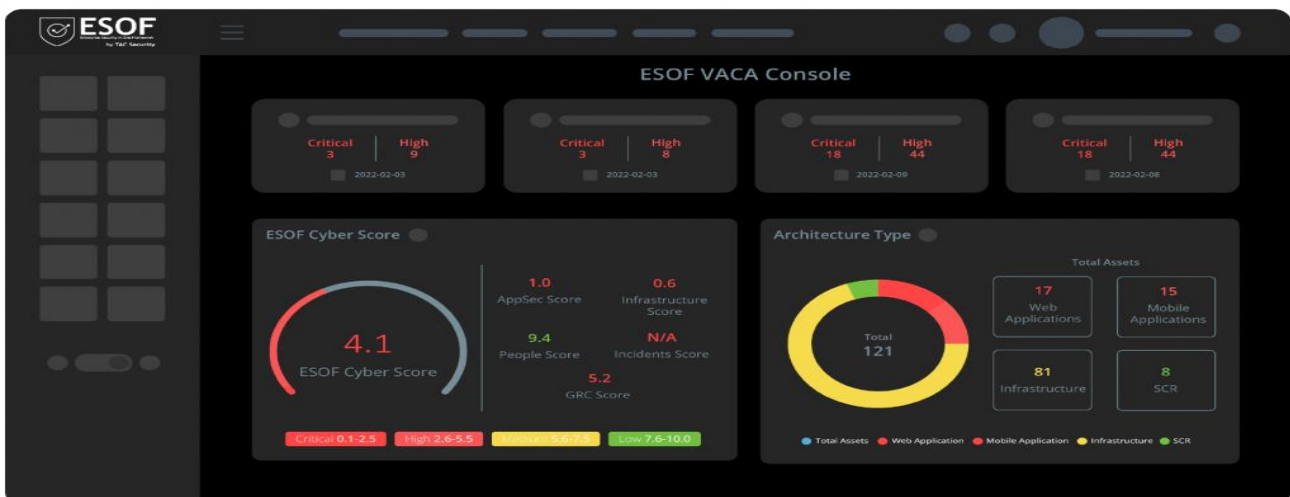 ESOF
by TAC Security
ESOF VACA Console
Critical High
3 9
2022-02-03
Critical High
3 8
2022-02-03
Critical High
18 44
2022-02-09
Critical High
18 44
2022-02-08
ESOF Cyber Score
4.1
ESOF Cyber Score
1.0
AppSec Score
0.6
Infrastructure
Score
9.4
People Score
N/A
Incidents Score
5.2
GRC Score
Critical 0.1-2.5
High 2.6-5.5
Medium 5.6-7.5
Low 7.6-10.0
Architecture Type
Total
121
Total Assets
17
Web
Applications
15
Mobile
Applications
81
Infrastructure
8
SCR
Total Assets Web Application Mobile Application Infrastructure SCR